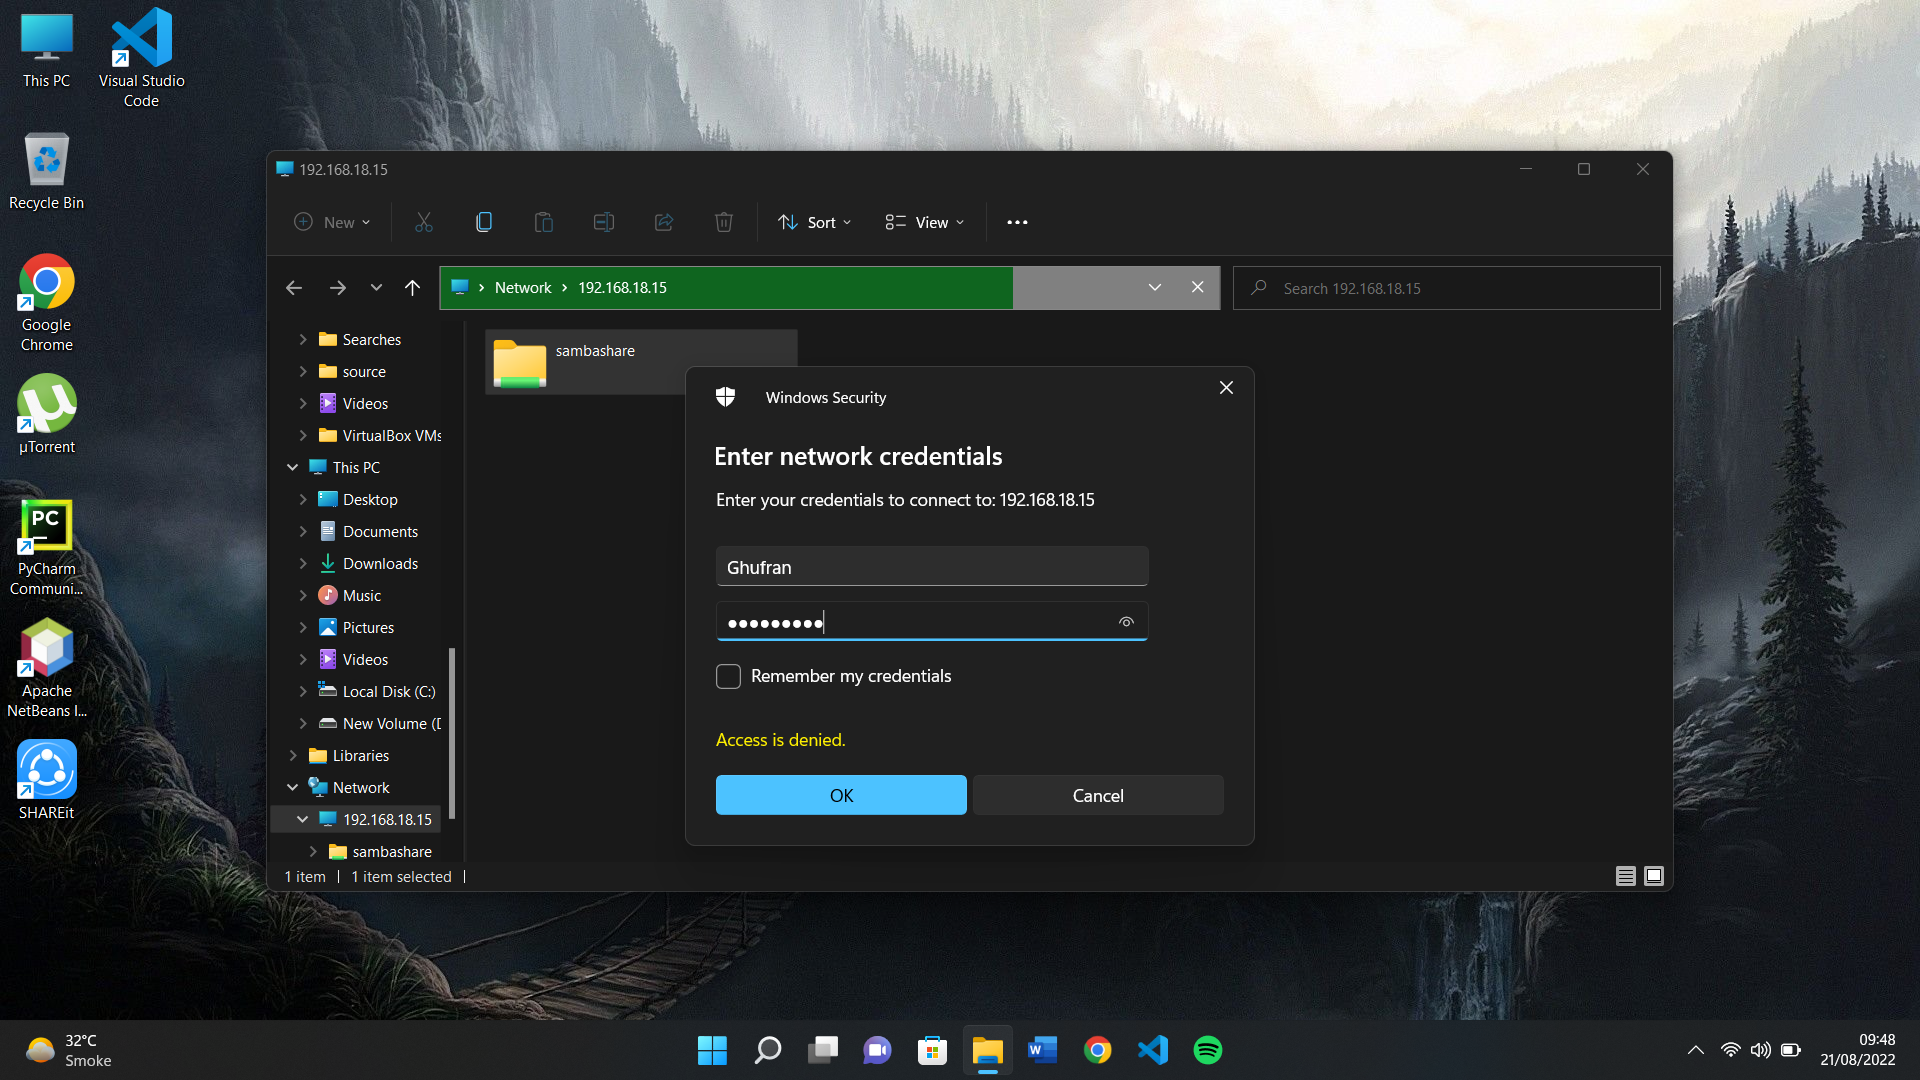 This PC
Visual Studio
Code
Recycle Bin
Google
Chrome
µTorrent
PC
PyCharm
Communi...
Apache
NetBeans I...
SHAREit
192.168.18.15
New
Sort
View
Network
192.168.18.15
Search 192.168.18.15
Searches
source
Videos
VirtualBox VMs
This PC
Desktop
Documents
Downloads
Music
Pictures
Videos
Local Disk (C:)
New Volume (D
Libraries
Network
192.168.18.15
sambashare
1 item
1 item selected
sambashare
Windows Security
Enter network credentials
Enter your credentials to connect to: 192.168.18.15
Ghufran
●●●●●●●●●
Remember my credentials
Access is denied.
OK
Cancel
32°C
Smoke
W
09:48
21/08/2022